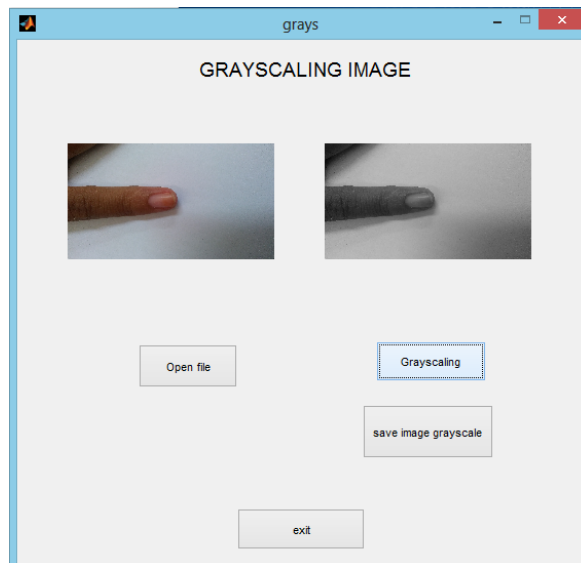 grays
GRAYSCALING IMAGE
Open file
Grayscaling
save image grayscale
exit